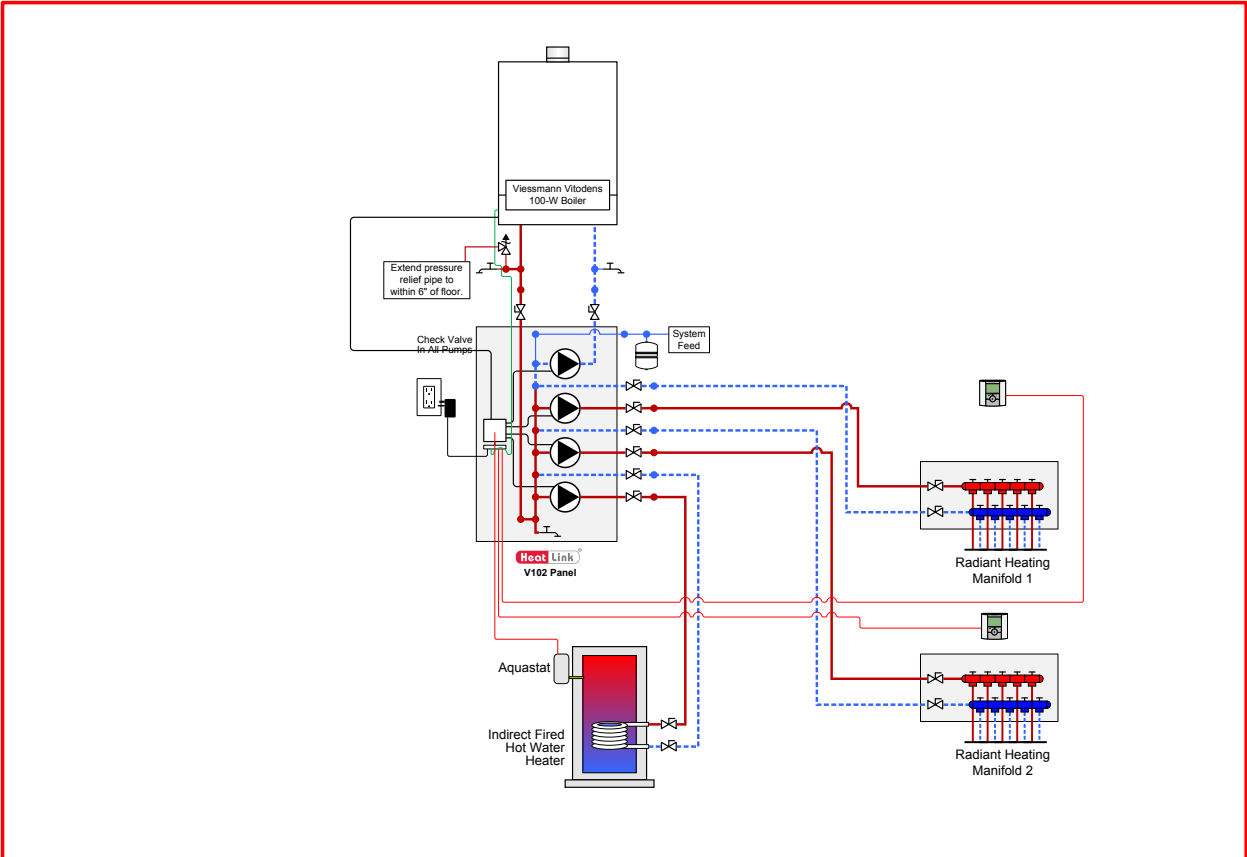 Viessmann Vitodens
100-W Boiler
Extend pressure
relief pipe to
within 6" of floor.
Check Valve
In All Pumps
System
Feed
Heat Link
V102 Panel
Radiant Heating
Manifold 1
Aquastat
Indirect Fired
Hot Water
Heater
Radiant Heating
Manifold 2